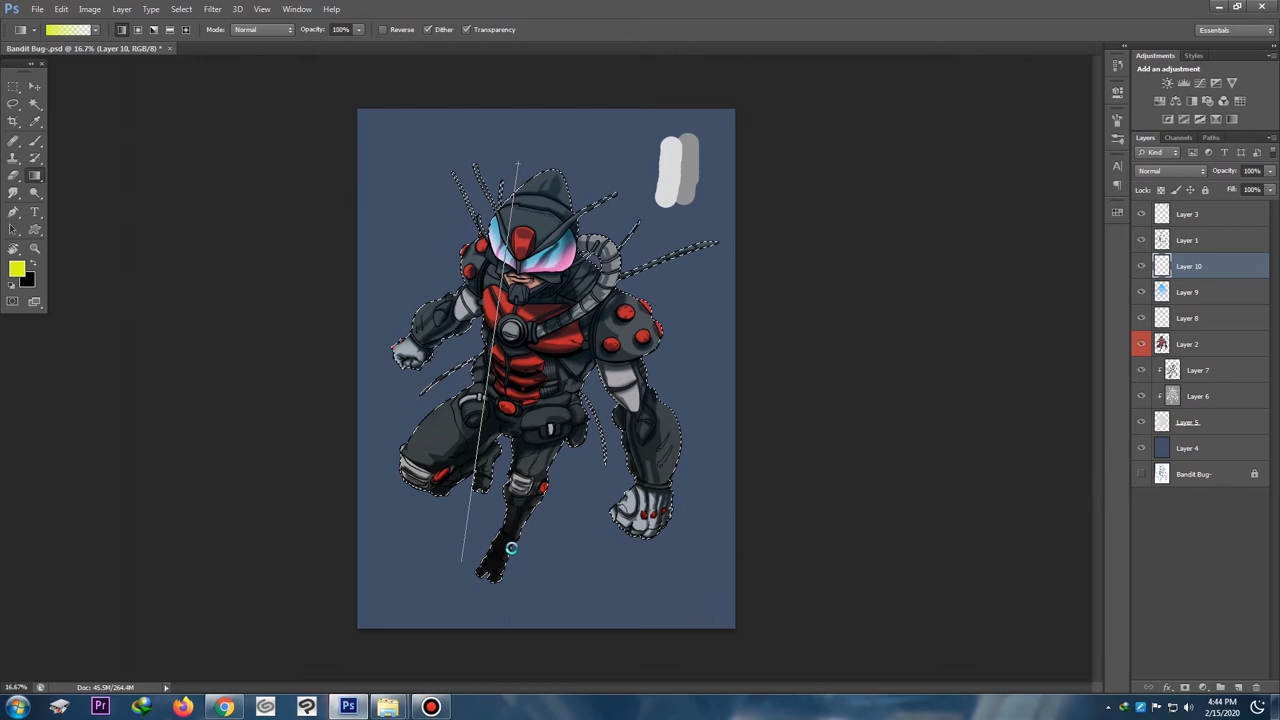 Ps File Edit Image Layer Type Select Filter 3D View Window Help
Mode: Normal Opacity: 100% Reverse Dither Transparency Essentials
Bandit Bug-.psd @ 16.7% (Layer 10, RGB/8) * ×
Adjustments Styles
Add an adjustment
Layers Channels Paths
Kind
Normal Opacity: 100%
Lock: Fill: 100%
Layer 3
Layer 1
Layer 10
Layer 9
Layer 8
Layer 2
Layer 7
Layer 6
Layer 5
Layer 4
Bandit Bug-
16.67% Doc: 45.5M/264.4M
Pr Ps
4:44 PM
2/15/2020